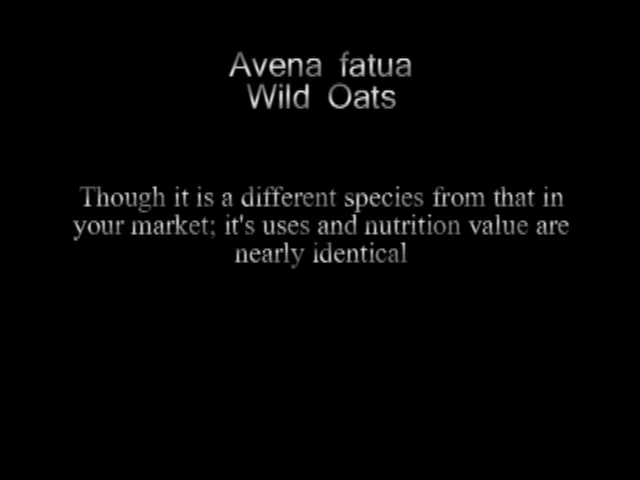 Avena fatua
Wild Oats
Though it is a different species from that in
your market; it's uses and nutrition value are
nearly identical